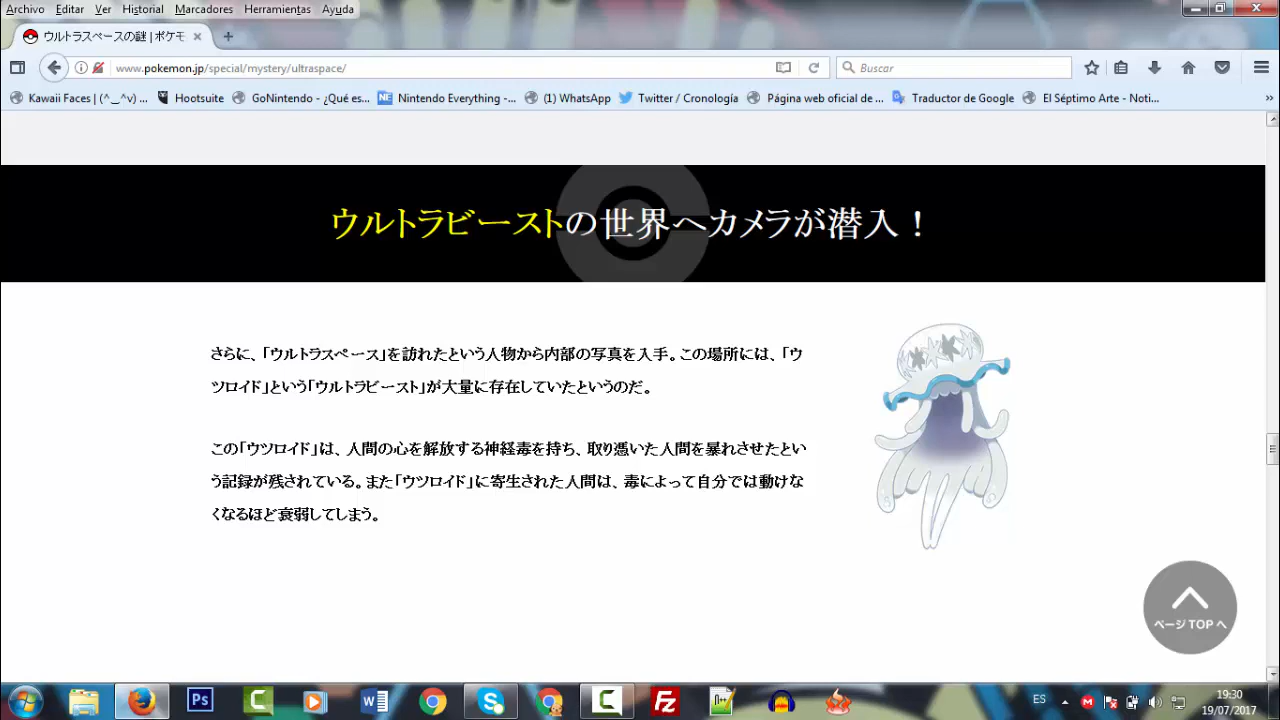 Archivo Editar Ver Historial Marcadores Herramientas Ayuda
ウルトラスペースの謎 | ポケモ
www.pokemon.jp/special/mystery/ultraspace/
Buscar
Kawaii Faces | (^‿^v) ...
Hootsuite
GoNintendo - ¿Qué es...
Nintendo Everything -...
(1) WhatsApp
Twitter / Cronología
Página web oficial de ...
Traductor de Google
El Séptimo Arte - Noti...
ウルトラビーストの世界へカメラが潜入！
さらに、「ウルトラスペース」を訪れたという人物から内部の写真を入手。この場所には、「ウ
ツロイド」という「ウルトラビースト」が大量に存在していたというのだ。
この「ウツロイド」は、人間の心を解放する神経毒を持ち、取り憑いた人間を暴れさせたとい
う記録が残されている。また「ウツロイド」に寄生された人間は、毒によって自分では動けな
くなるほど衰弱してしまう。
ページTOPへ
ES
19:30
19/07/2017